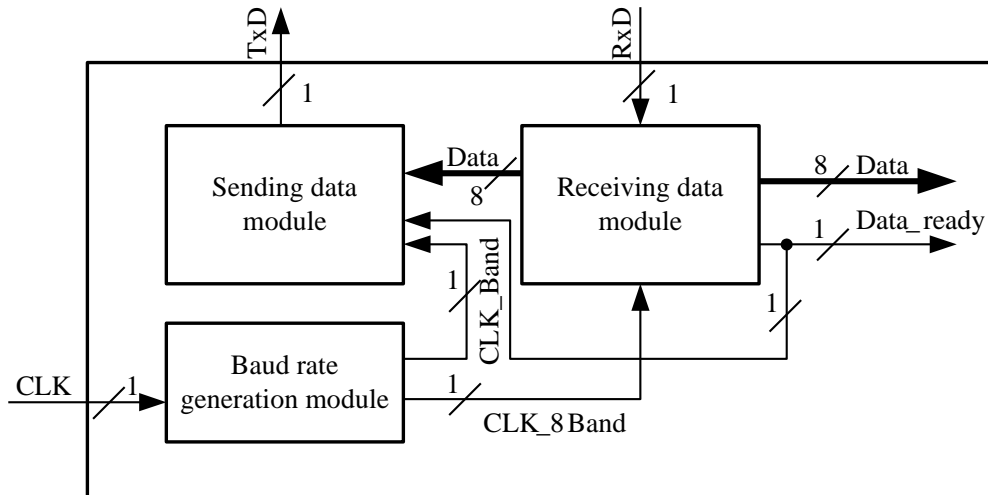 TxD
RxD
1
1
Sending data
module
Data
8
Receiving data
module
8
Data
1
Data_ready
1
CLK_Band
1
Baud rate
generation module
CLK
1
1
CLK_8Band